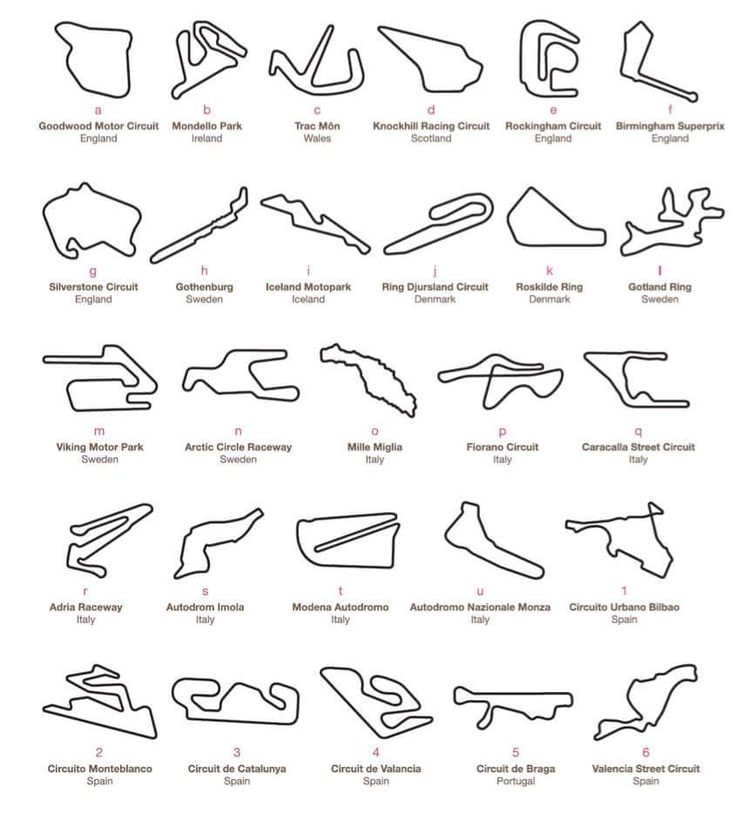 a b c d e f
Goodwood Motor Circuit Mondello Park Trac Môn Knockhill Racing Circuit Rockingham Circuit Birmingham Superprix
England Ireland Wales Scotland England England
g h i j k l
Silverstone Circuit Gothenburg Iceland Motopark Ring Djursland Circuit Roskilde Ring Gotland Ring
England Sweden Iceland Denmark Denmark Sweden
m n o p q
Viking Motor Park Arctic Circle Raceway Mille Miglia Fiorano Circuit Caracalla Street Circuit
Sweden Sweden Italy Italy Italy
r s t u 1
Adria Raceway Autodrom Imola Modena Autodromo Autodromo Nazionale Monza Circuito Urbano Bilbao
Italy Italy Italy Italy Spain
2 3 4 5 6
Circuito Monteblanco Circuit de Catalunya Circuit de Valancia Circuit de Braga Valencia Street Circuit
Spain Spain Spain Portugal Spain